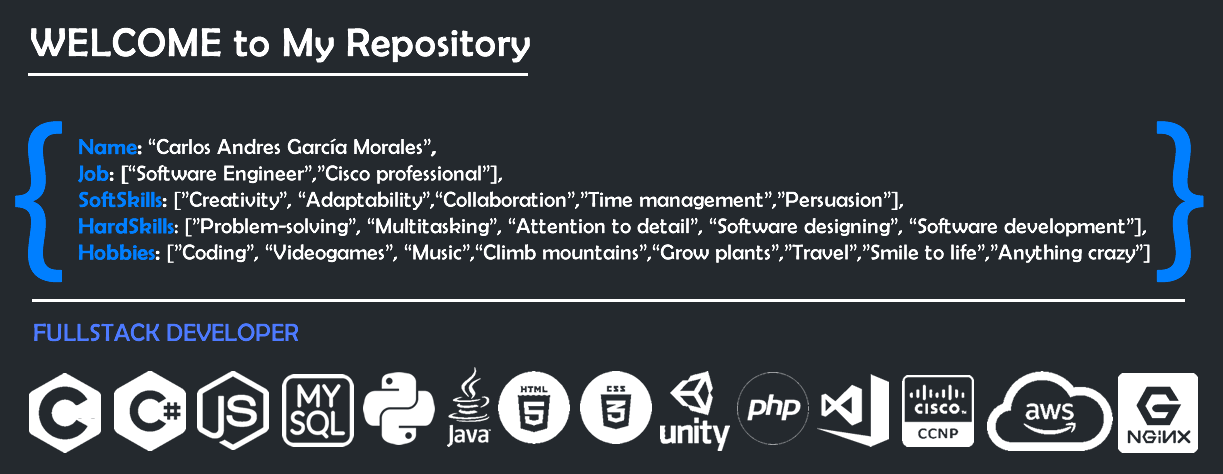 WELCOME to My Repository
{
Name: “Carlos Andres García Morales”,
Job: [“Software Engineer”,”Cisco professional”],
SoftSkills: [”Creativity”, “Adaptability”,“Collaboration”,”Time management”,”Persuasion”],
HardSkills: [”Problem-solving”, “Multitasking”, “Attention to detail”, “Software designing”, “Software development”],
Hobbies: [”Coding”, “Videogames”, “Music”,“Climb mountains”,“Grow plants”,”Travel”,”Smile to life”,”Anything crazy”]
}
FULLSTACK DEVELOPER
C
C#
JS
MY
SQL
Java
HTML
5
CSS
3
unity
php
CISCO™
CCNP
aws
G
NGiNX